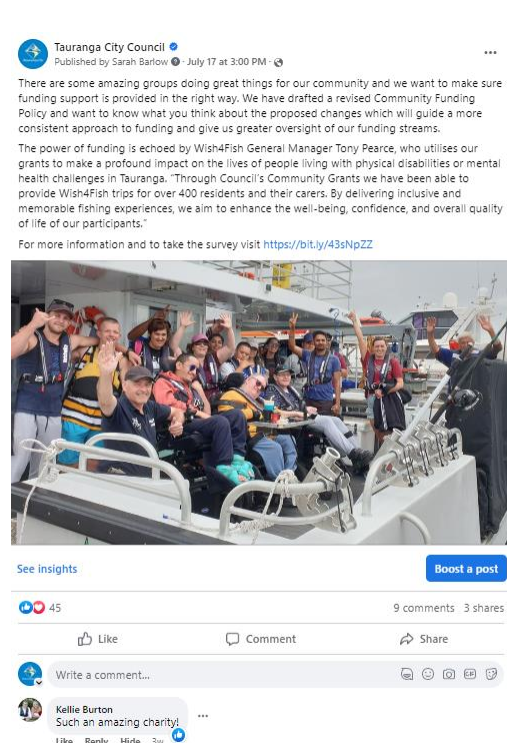 Tauranga City Council
Published by Sarah Barlow · July 17 at 3:00 PM ·
There are some amazing groups doing great things for our community and we want to make sure
funding support is provided in the right way. We have drafted a revised Community Funding
Policy and want to know what you think about the proposed changes which will guide a more
consistent approach to funding and give us greater oversight of our funding streams.
The power of funding is echoed by Wish4Fish General Manager Tony Pearce, who utilises our
grants to make a profound impact on the lives of people living with physical disabilities or mental
health challenges in Tauranga. "Through Council's Community Grants we have been able to
provide Wish4Fish trips for over 400 residents and their carers. By delivering inclusive and
memorable fishing experiences, we aim to enhance the well-being, confidence, and overall quality
of life of our participants."
For more information and to take the survey visit https://bit.ly/43sNpZZ
See insights
Boost a post
45
9 comments 3 shares
Like
Comment
Share
Write a comment...
GIF
Kellie Burton
Such an amazing charity!
Like Reply Hide 3w